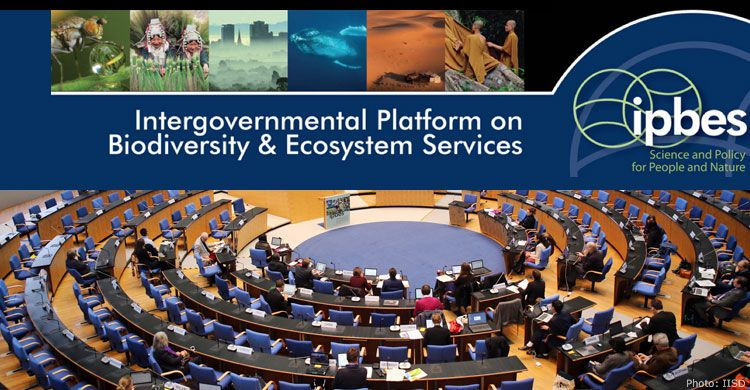 Intergovernmental Platform on
Biodiversity & Ecosystem Services
ipbes
Science and Policy
for People and Nature
Photo: IISD